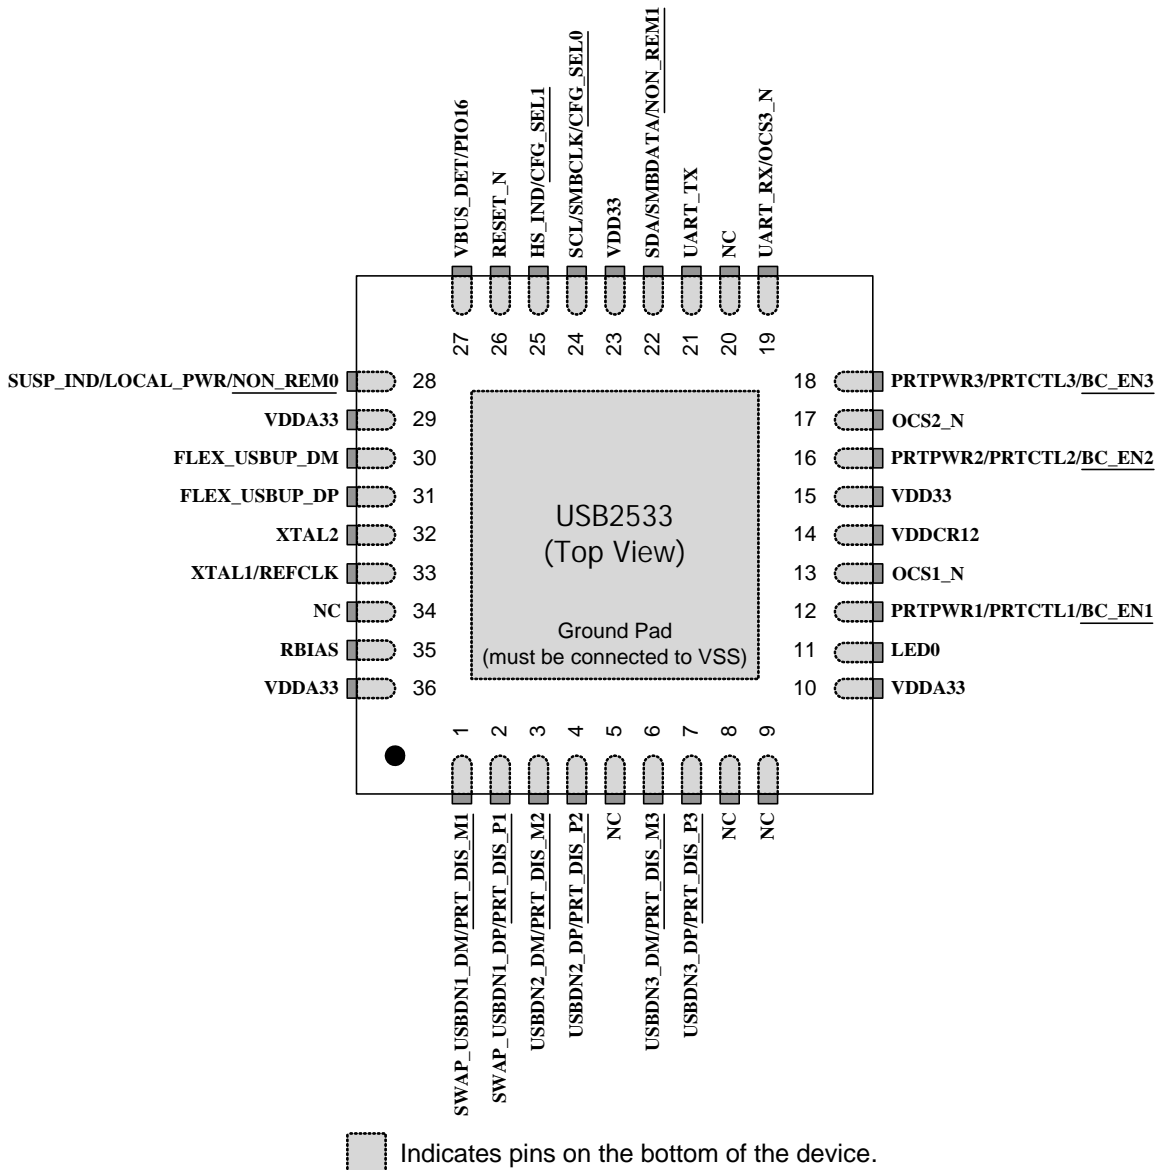 VBUS_DET/PIO16
RESET_N
HS_IND/CFG_SEL1
SCL/SMBCLK/CFG_SEL0
VDD33
SDA/SMBDATA/NON_REM1
UART_TX
NC
UART_RX/OCS3_N
27
26
25
24
23
22
21
20
19
SUSP_IND/LOCAL_PWR/NON_REM0 28
VDDA33 29
FLEX_USBUP_DM 30
FLEX_USBUP_DP 31
XTAL2 32
XTAL1/REFCLK 33
NC 34
RBIAS 35
VDDA33 36
USB2533
(Top View)
Ground Pad
(must be connected to VSS)
18 PRTPWR3/PRTCTL3/BC_EN3
17 OCS2_N
16 PRTPWR2/PRTCTL2/BC_EN2
15 VDD33
14 VDDCR12
13 OCS1_N
12 PRTPWR1/PRTCTL1/BC_EN1
11 LED0
10 VDDA33
1
2
3
4
5
6
7
8
9
SWAP_USBDN1_DM/PRT_DIS_M1
SWAP_USBDN1_DP/PRT_DIS_P1
USBDN2_DM/PRT_DIS_M2
USBDN2_DP/PRT_DIS_P2
NC
USBDN3_DM/PRT_DIS_M3
USBDN3_DP/PRT_DIS_P3
NC
NC
Indicates pins on the bottom of the device.